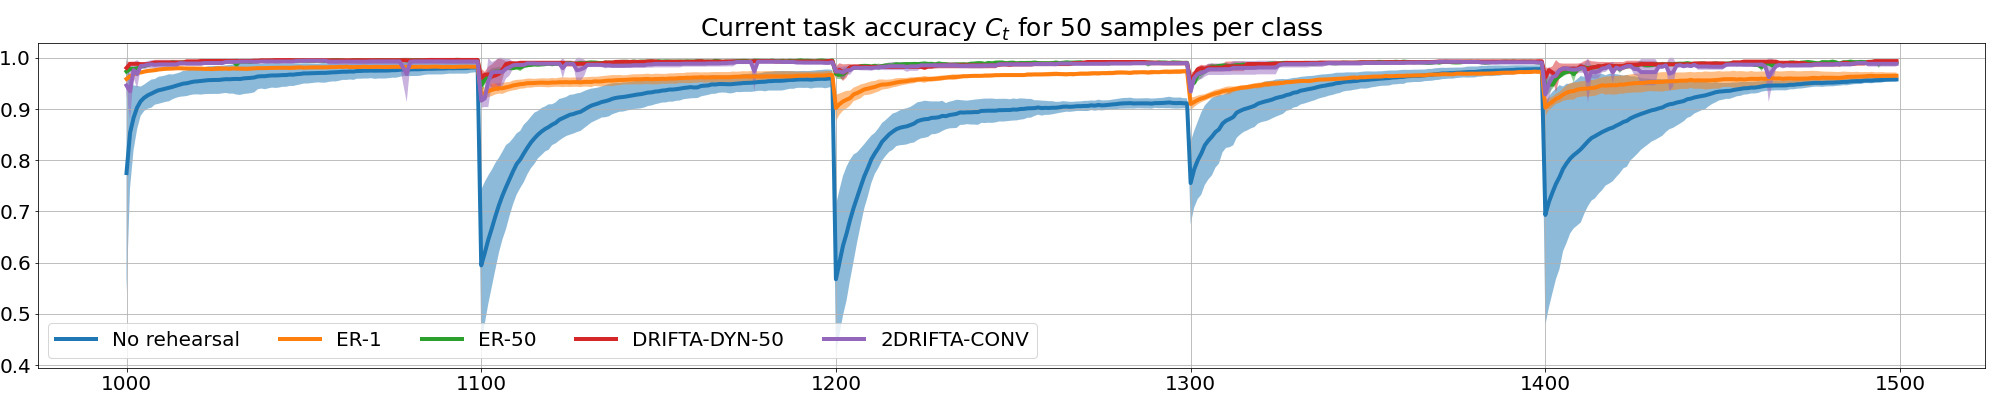 Current task accuracy Cₜ for 50 samples per class
1.0
0.9
0.8
0.7
0.6
0.5
0.4
No rehearsal ER-1 ER-50 DRIFTA-DYN-50 2DRIFTA-CONV
1000 1100 1200 1300 1400 1500